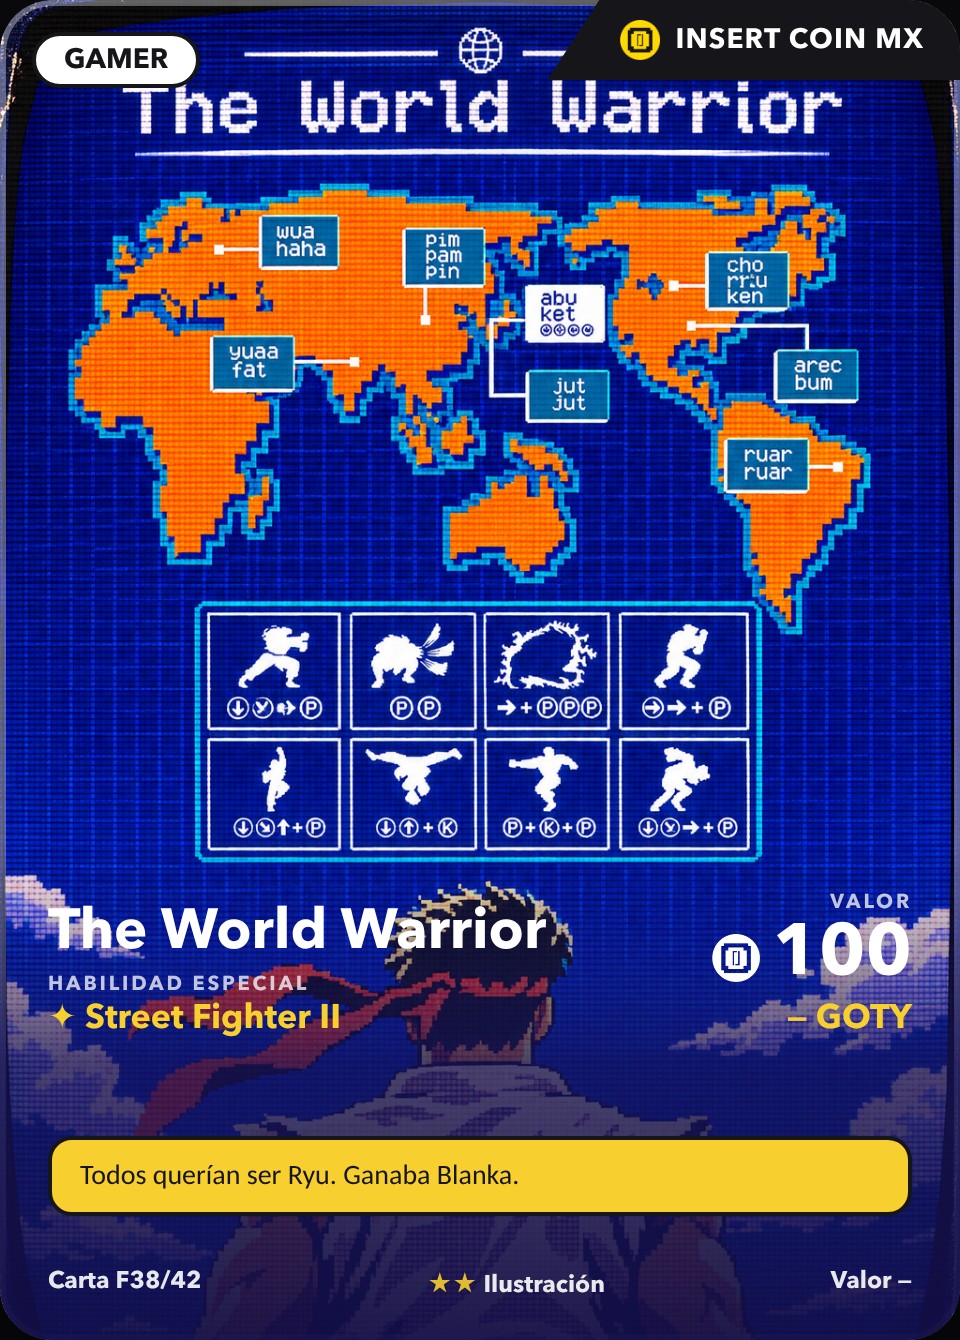 GAMER
INSERT COIN MX
The World Warrior
wua
haha
pim
pam
pin
cho
rrtu
ken
abu
ket
yuaa
fat
arec
bum
jut
jut
ruar
ruar
P
P P
→ + P P P
→ → + P
↓ ↘ ↑ + P
↓ ↑ + K
P + K + P
↓ ↘ → + P
The World Warrior
VALOR
100
HABILIDAD ESPECIAL
✦ Street Fighter II
– GOTY
Todos querían ser Ryu. Ganaba Blanka.
Carta F38/42
★★ Ilustración
Valor –